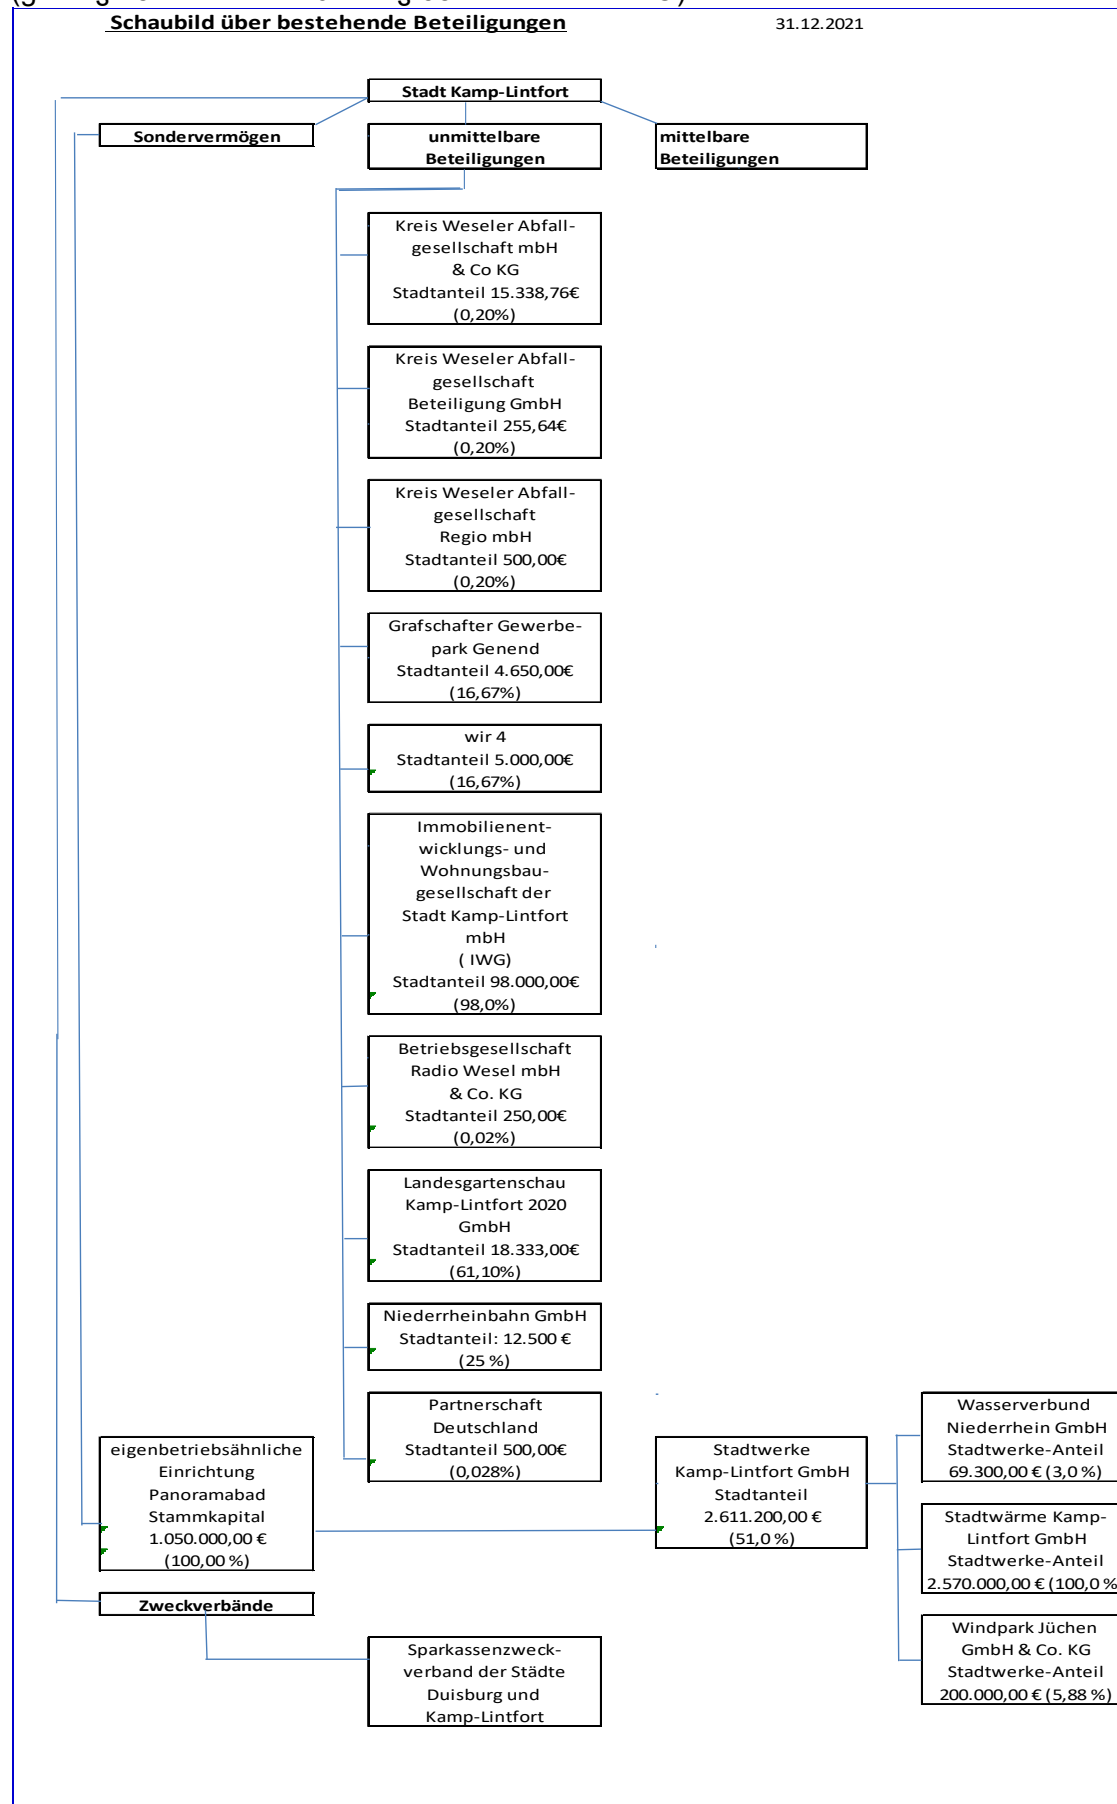 Schaubild über bestehende Beteiligungen
31.12.2021
Stadt Kamp-Lintfort
Sondervermögen
unmittelbare
Beteiligungen
mittelbare
Beteiligungen
Kreis Weseler Abfall-
gesellschaft mbH
& Co KG
Stadtanteil 15.338,76€
(0,20%)
Kreis Weseler Abfall-
gesellschaft
Beteiligung GmbH
Stadtanteil 255,64€
(0,20%)
Kreis Weseler Abfall-
gesellschaft
Regio mbH
Stadtanteil 500,00€
(0,20%)
Grafschafter Gewerbe-
park Genend
Stadtanteil 4.650,00€
(16,67%)
wir 4
Stadtanteil 5.000,00€
(16,67%)
Immobilienent-
wicklungs- und
Wohnungsbau-
gesellschaft der
Stadt Kamp-Lintfort
mbH
( IWG)
Stadtanteil 98.000,00€
(98,0%)
Betriebsgesellschaft
Radio Wesel mbH
& Co. KG
Stadtanteil 250,00€
(0,02%)
Landesgartenschau
Kamp-Lintfort 2020
GmbH
Stadtanteil 18.333,00€
(61,10%)
Niederrheinbahn GmbH
Stadtanteil: 12.500 €
(25 %)
Partnerschaft
Deutschland
Stadtanteil 500,00€
(0,028%)
eigenbetriebsähnliche
Einrichtung
Panoramabad
Stammkapital
1.050.000,00 €
(100,00 %)
Stadtwerke
Kamp-Lintfort GmbH
Stadtanteil
2.611.200,00 €
(51,0 %)
Wasserverbund
Niederrhein GmbH
Stadtwerke-Anteil
69.300,00 € (3,0 %)
Stadtwärme Kamp-
Lintfort GmbH
Stadtwerke-Anteil
2.570.000,00 € (100,0 %
Windpark Jüchen
GmbH & Co. KG
Stadtwerke-Anteil
200.000,00 € (5,88 %)
Zweckverbände
Sparkassenzweck-
verband der Städte
Duisburg und
Kamp-Lintfort